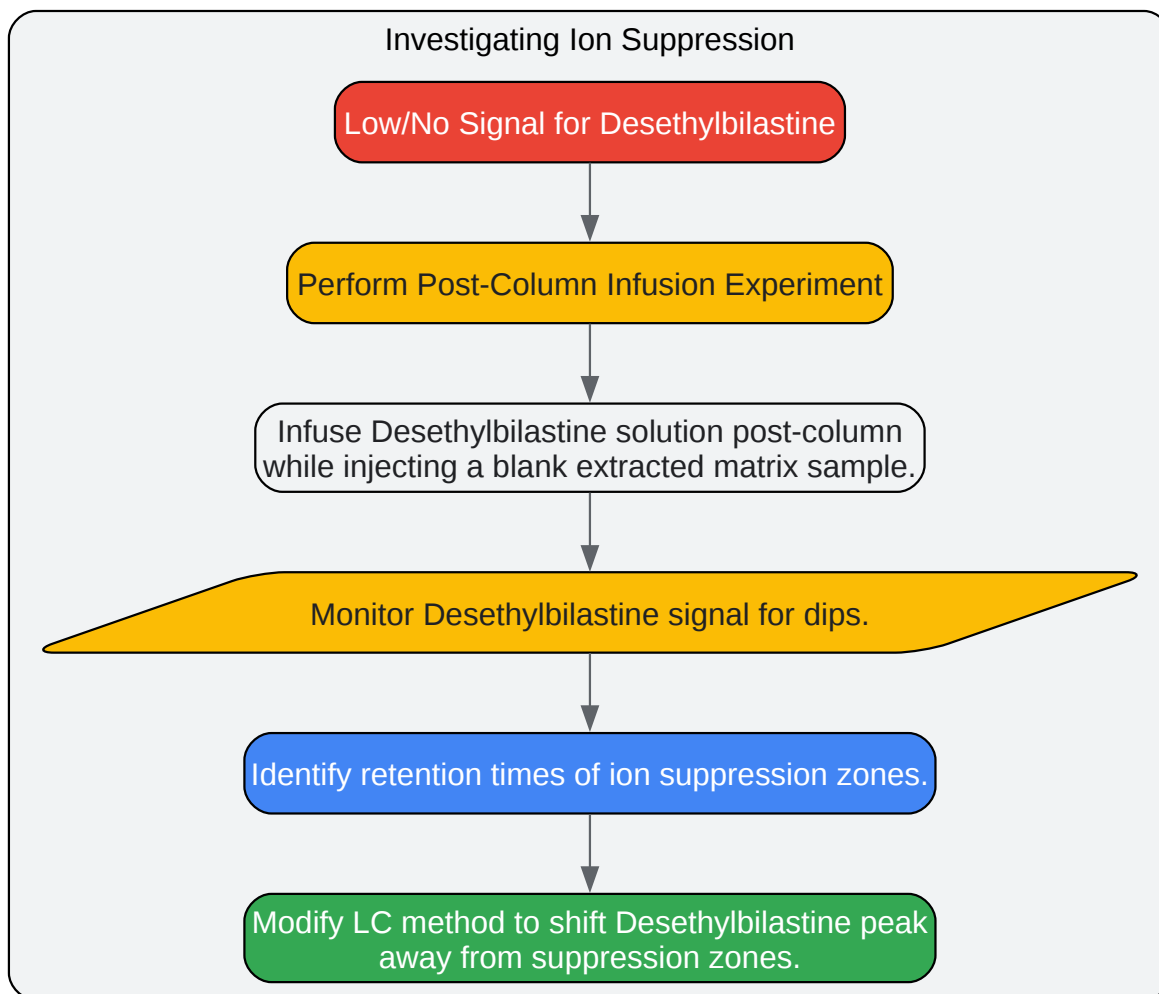 Investigating Ion Suppression
Low/No Signal for Desethylbilastine
Perform Post-Column Infusion Experiment
Infuse Desethylbilastine solution post-column
while injecting a blank extracted matrix sample.
Monitor Desethylbilastine signal for dips.
Identify retention times of ion suppression zones.
Modify LC method to shift Desethylbilastine peak
away from suppression zones.